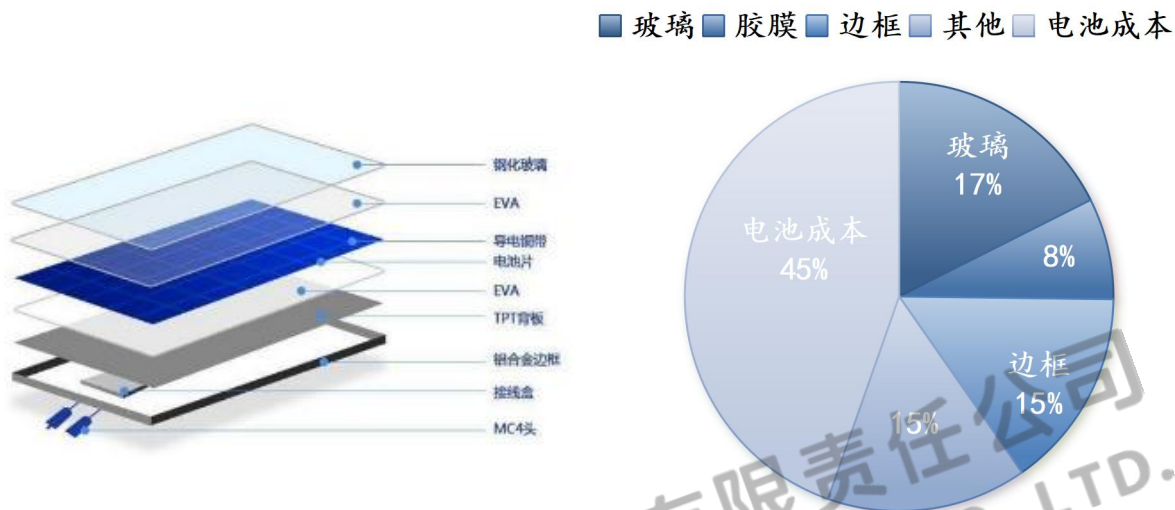 玻璃 胶膜 边框 其他 电池成本
钢化玻璃
EVA
导电铜带
电池片
EVA
TPT背板
铝合金边框
接线盒
MC4头
玻璃
17%
8%
边框
15%
15%
电池成本
45%
有限责任公司
LTD.